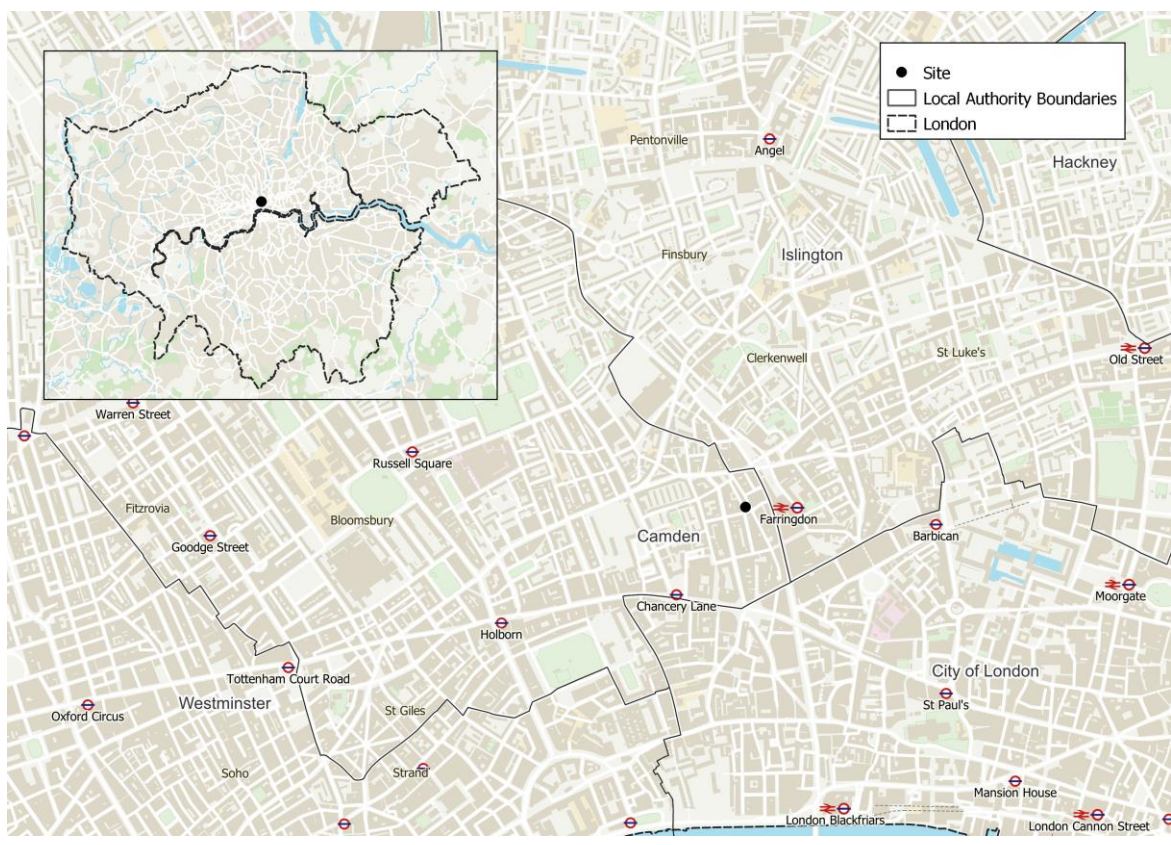 Site
Local Authority Boundaries
London
Pentonville
Angel
Hackney
Finsbury
Islington
Clerkenwell
St Luke's
Old Street
Warren Street
Russell Square
Fitzrovia
Bloomsbury
Goodge Street
Camden
Farringdon
Barbican
Chancery Lane
Moorgate
Holborn
Tottenham Court Road
City of London
Westminster
St Giles
St Paul's
Oxford Circus
Soho
Strand
Mansion House
London Blackfriars
London Cannon Street